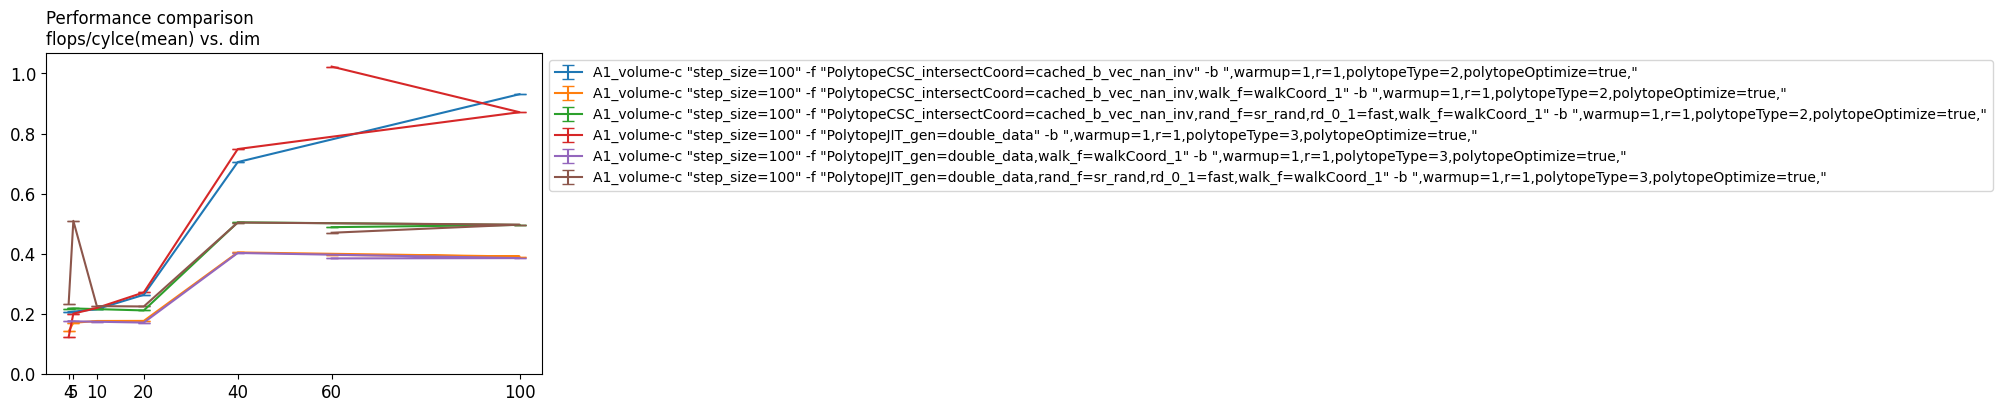 Performance comparison
flops/cylce(mean) vs. dim
1.0
0.8
0.6
0.4
0.2
0.0
4 5 10 20 40 60 100
A1_volume-c "step_size=100" -f "PolytopeCSC_intersectCoord=cached_b_vec_nan_inv" -b ",warmup=1,r=1,polytopeType=2,polytopeOptimize=true,"
A1_volume-c "step_size=100" -f "PolytopeCSC_intersectCoord=cached_b_vec_nan_inv,walk_f=walkCoord_1" -b ",warmup=1,r=1,polytopeType=2,polytopeOptimize=true,"
A1_volume-c "step_size=100" -f "PolytopeCSC_intersectCoord=cached_b_vec_nan_inv,rand_f=sr_rand,rd_0_1=fast,walk_f=walkCoord_1" -b ",warmup=1,r=1,polytopeType=2,polytopeOptimize=true,"
A1_volume-c "step_size=100" -f "PolytopeJIT_gen=double_data" -b ",warmup=1,r=1,polytopeType=3,polytopeOptimize=true,"
A1_volume-c "step_size=100" -f "PolytopeJIT_gen=double_data,walk_f=walkCoord_1" -b ",warmup=1,r=1,polytopeType=3,polytopeOptimize=true,"
A1_volume-c "step_size=100" -f "PolytopeJIT_gen=double_data,rand_f=sr_rand,rd_0_1=fast,walk_f=walkCoord_1" -b ",warmup=1,r=1,polytopeType=3,polytopeOptimize=true,"